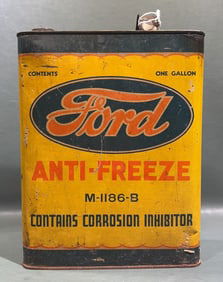 CONTENTS ONE GALLON
Ford
ANTI-FREEZE
M-1186-B
CONTAINS CORROSION INHIBITOR